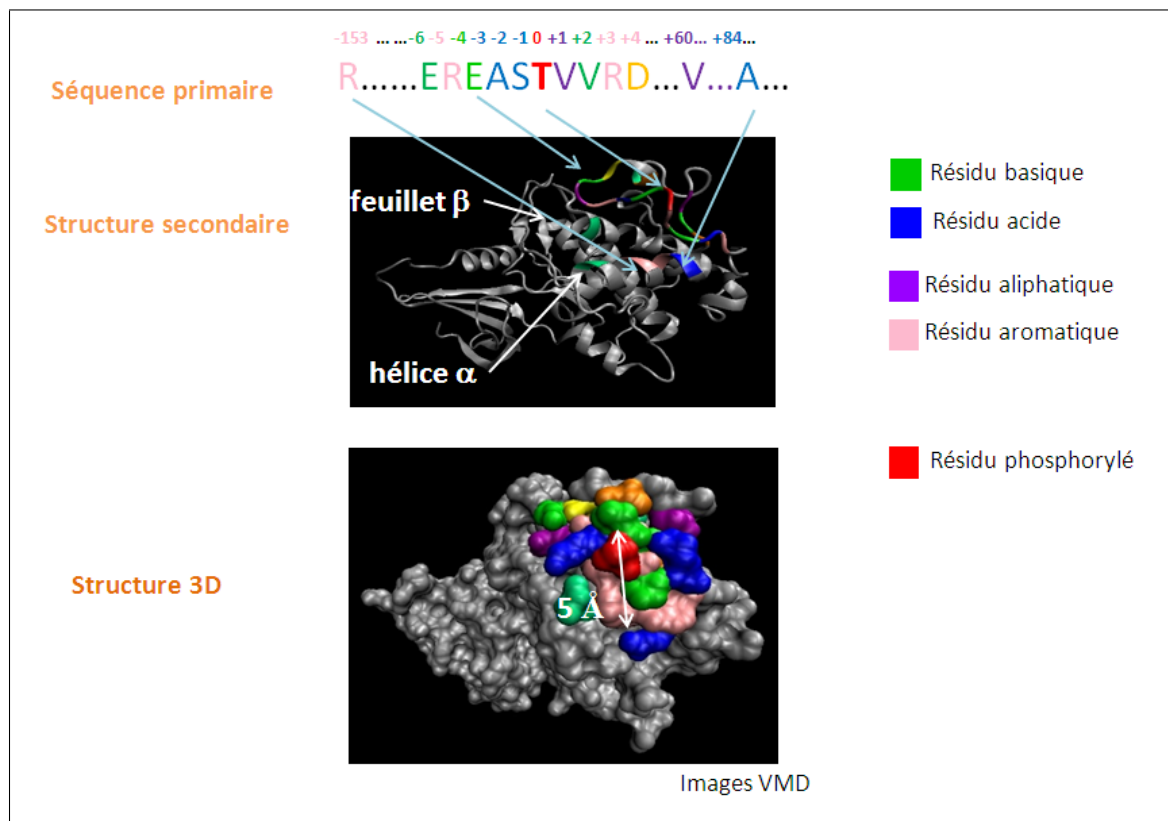 -153 ... ...-6 -5 -4 -3 -2 -1 0 +1 +2 +3 +4 ... +60... +84...
Séquence primaire
R......EREASTVVRD...V...A...
Structure secondaire
feuillet β
hélice α
Résidu basique
Résidu acide
Résidu aliphatique
Résidu aromatique
Résidu phosphorylé
Structure 3D
5 Å
Images VMD